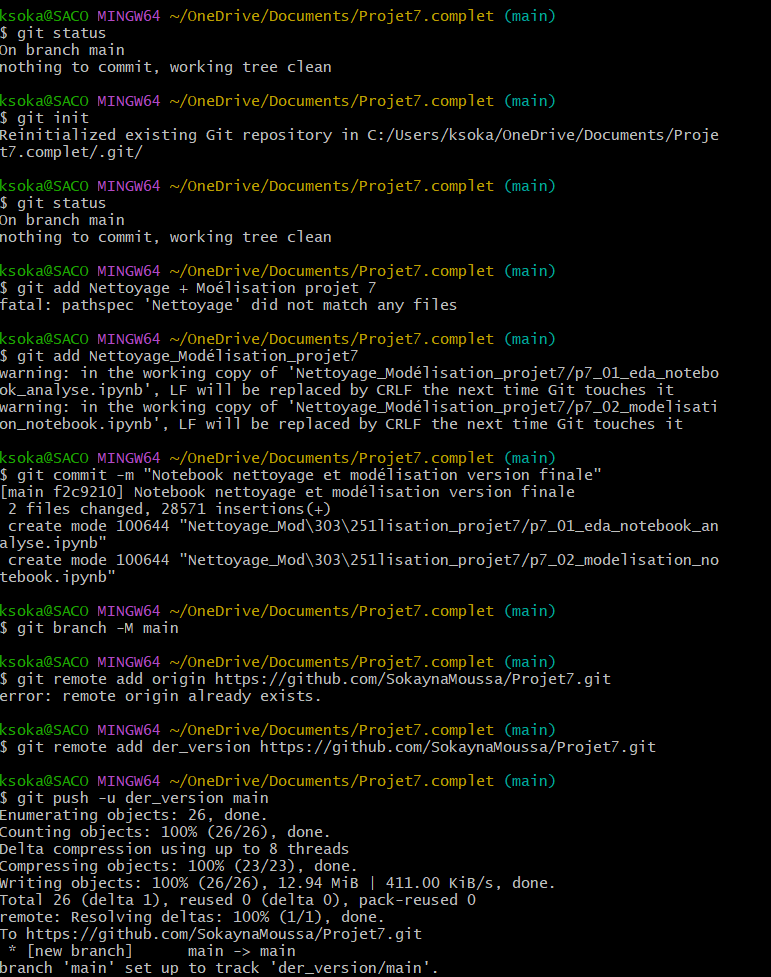 ksoka@SACO MINGW64 ~/OneDrive/Documents/Projet7.complet (main)
$ git status
On branch main
nothing to commit, working tree clean
ksoka@SACO MINGW64 ~/OneDrive/Documents/Projet7.complet (main)
$ git init
Reinitialized existing Git repository in C:/Users/ksoka/OneDrive/Documents/Proje
t7.complet/.git/
ksoka@SACO MINGW64 ~/OneDrive/Documents/Projet7.complet (main)
$ git status
On branch main
nothing to commit, working tree clean
ksoka@SACO MINGW64 ~/OneDrive/Documents/Projet7.complet (main)
$ git add Nettoyage + Moélisation projet 7
fatal: pathspec 'Nettoyage' did not match any files
ksoka@SACO MINGW64 ~/OneDrive/Documents/Projet7.complet (main)
$ git add Nettoyage_Modélisation_projet7
warning: in the working copy of 'Nettoyage_Modélisation_projet7/p7_01_eda_notebo
ok_analyse.ipynb', LF will be replaced by CRLF the next time Git touches it
warning: in the working copy of 'Nettoyage_Modélisation_projet7/p7_02_modelisati
on_notebook.ipynb', LF will be replaced by CRLF the next time Git touches it
ksoka@SACO MINGW64 ~/OneDrive/Documents/Projet7.complet (main)
$ git commit -m "Notebook nettoyage et modélisation version finale"
[main f2c9210] Notebook nettoyage et modélisation version finale
 2 files changed, 28571 insertions(+)
 create mode 100644 "Nettoyage_Mod\303\251lisation_projet7/p7_01_eda_notebook_an
alyse.ipynb"
 create mode 100644 "Nettoyage_Mod\303\251lisation_projet7/p7_02_modelisation_no
tebook.ipynb"
ksoka@SACO MINGW64 ~/OneDrive/Documents/Projet7.complet (main)
$ git branch -M main
ksoka@SACO MINGW64 ~/OneDrive/Documents/Projet7.complet (main)
$ git remote add origin https://github.com/SokaynaMoussa/Projet7.git
error: remote origin already exists.
ksoka@SACO MINGW64 ~/OneDrive/Documents/Projet7.complet (main)
$ git remote add der_version https://github.com/SokaynaMoussa/Projet7.git
ksoka@SACO MINGW64 ~/OneDrive/Documents/Projet7.complet (main)
$ git push -u der_version main
Enumerating objects: 26, done.
Counting objects: 100% (26/26), done.
Delta compression using up to 8 threads
Compressing objects: 100% (23/23), done.
Writing objects: 100% (26/26), 12.94 MiB | 411.00 KiB/s, done.
Total 26 (delta 1), reused 0 (delta 0), pack-reused 0
remote: Resolving deltas: 100% (1/1), done.
To https://github.com/SokaynaMoussa/Projet7.git
 * [new branch]      main -> main
branch 'main' set up to track 'der_version/main'.